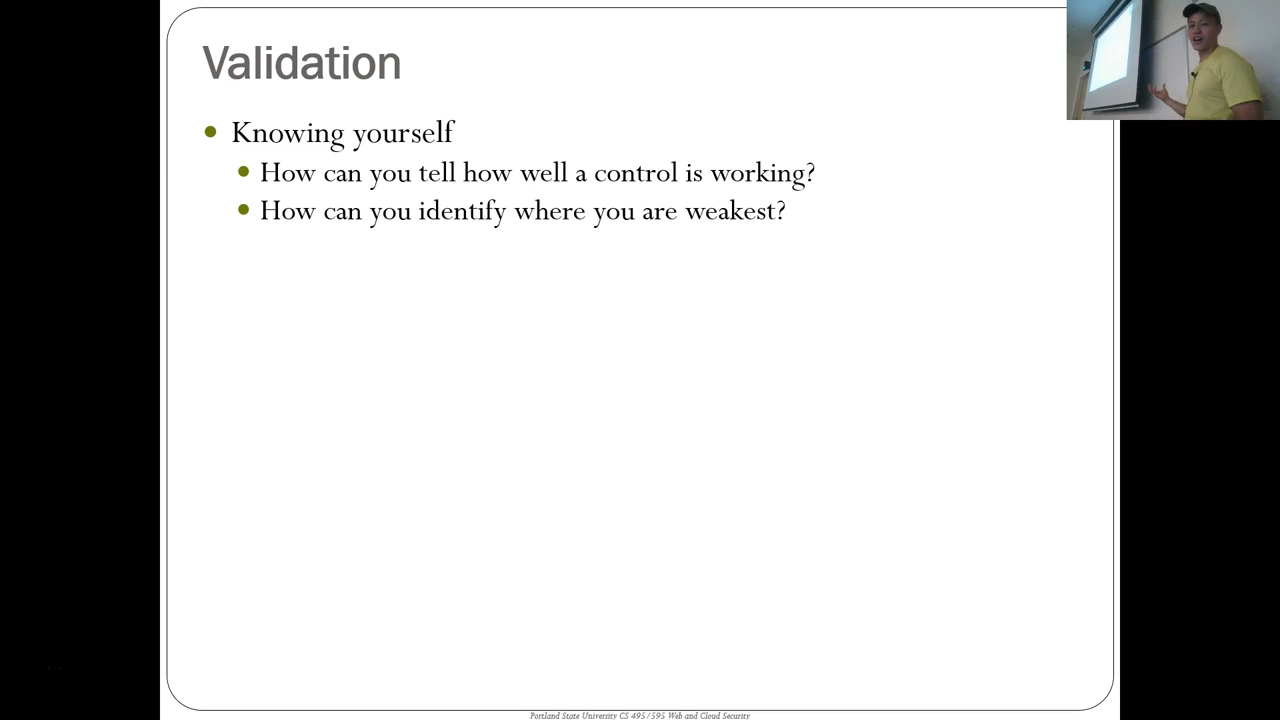 Validation
Knowing yourself
How can you tell how well a control is working?
How can you identify where you are weakest?
Portland State University CS 495/595 Web and Cloud Security